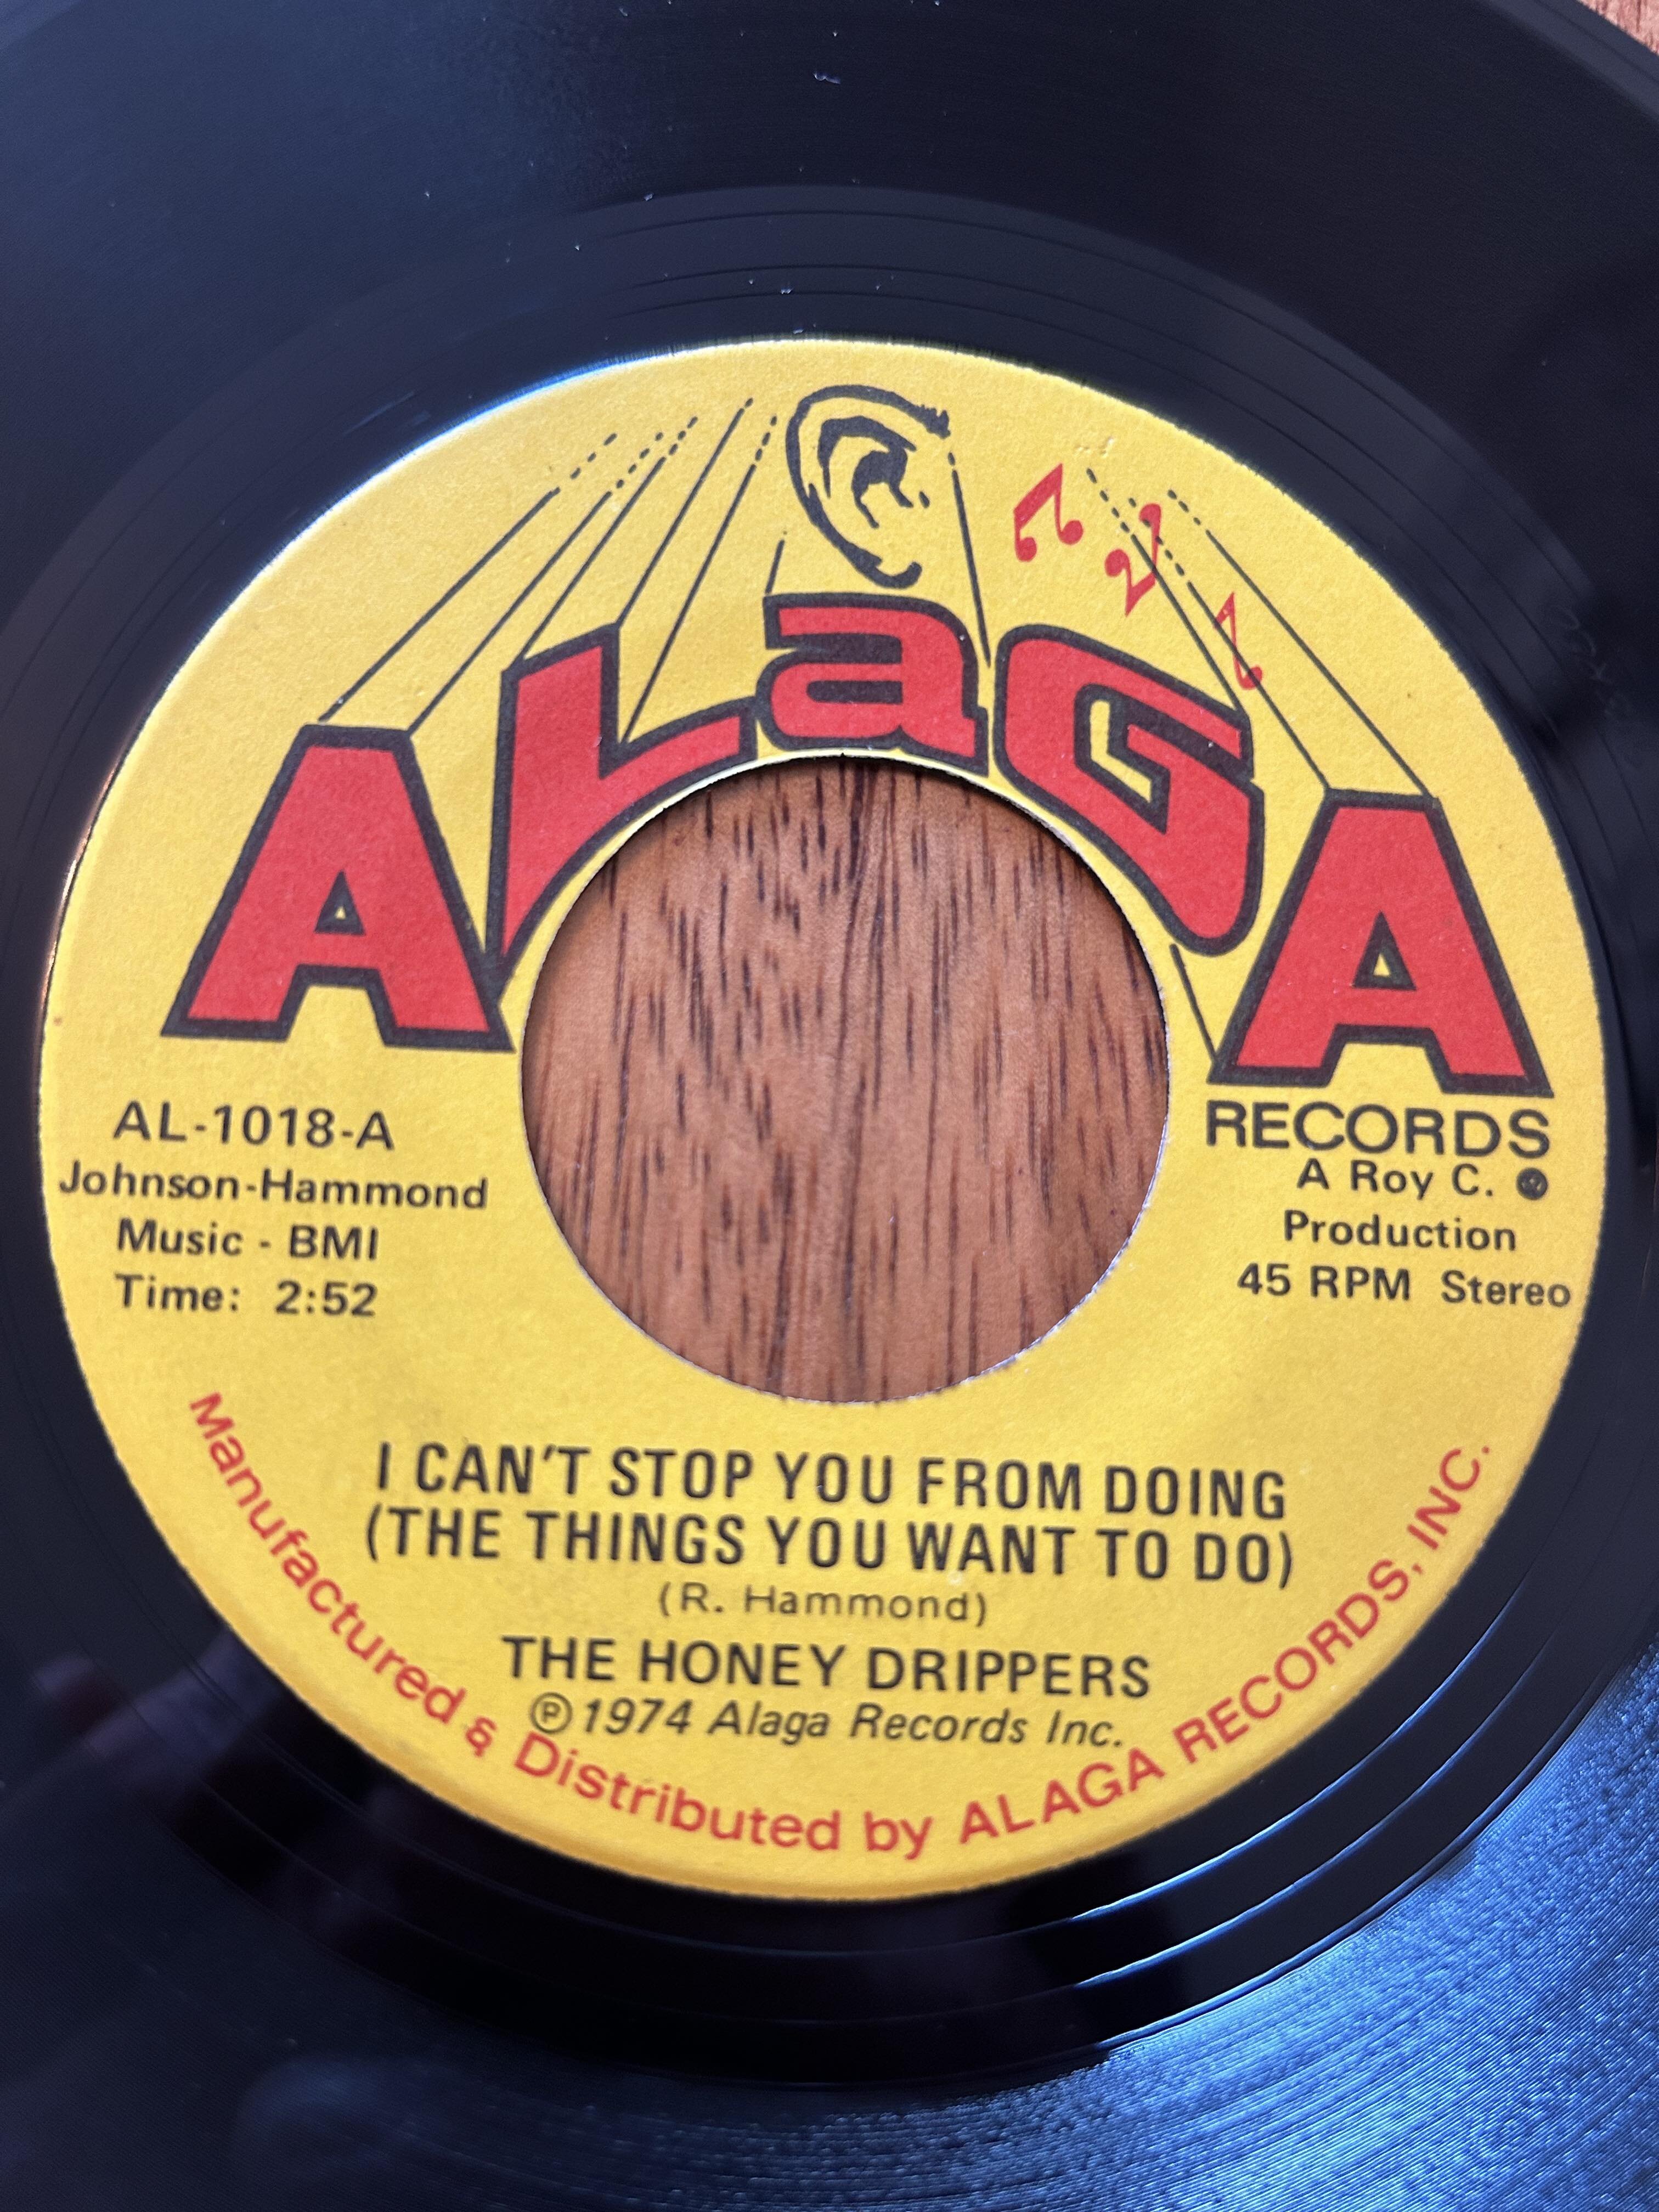 ALaGA
RECORDS
AL-1018-A
Johnson-Hammond
Music - BMI
Time: 2:52
A Roy C.
Production
45 RPM Stereo
I CAN'T STOP YOU FROM DOING
(THE THINGS YOU WANT TO DO)
(R. Hammond)
THE HONEY DRIPPERS
℗1974 Alaga Records Inc.
Manufactured & Distributed by ALAGA RECORDS, INC.